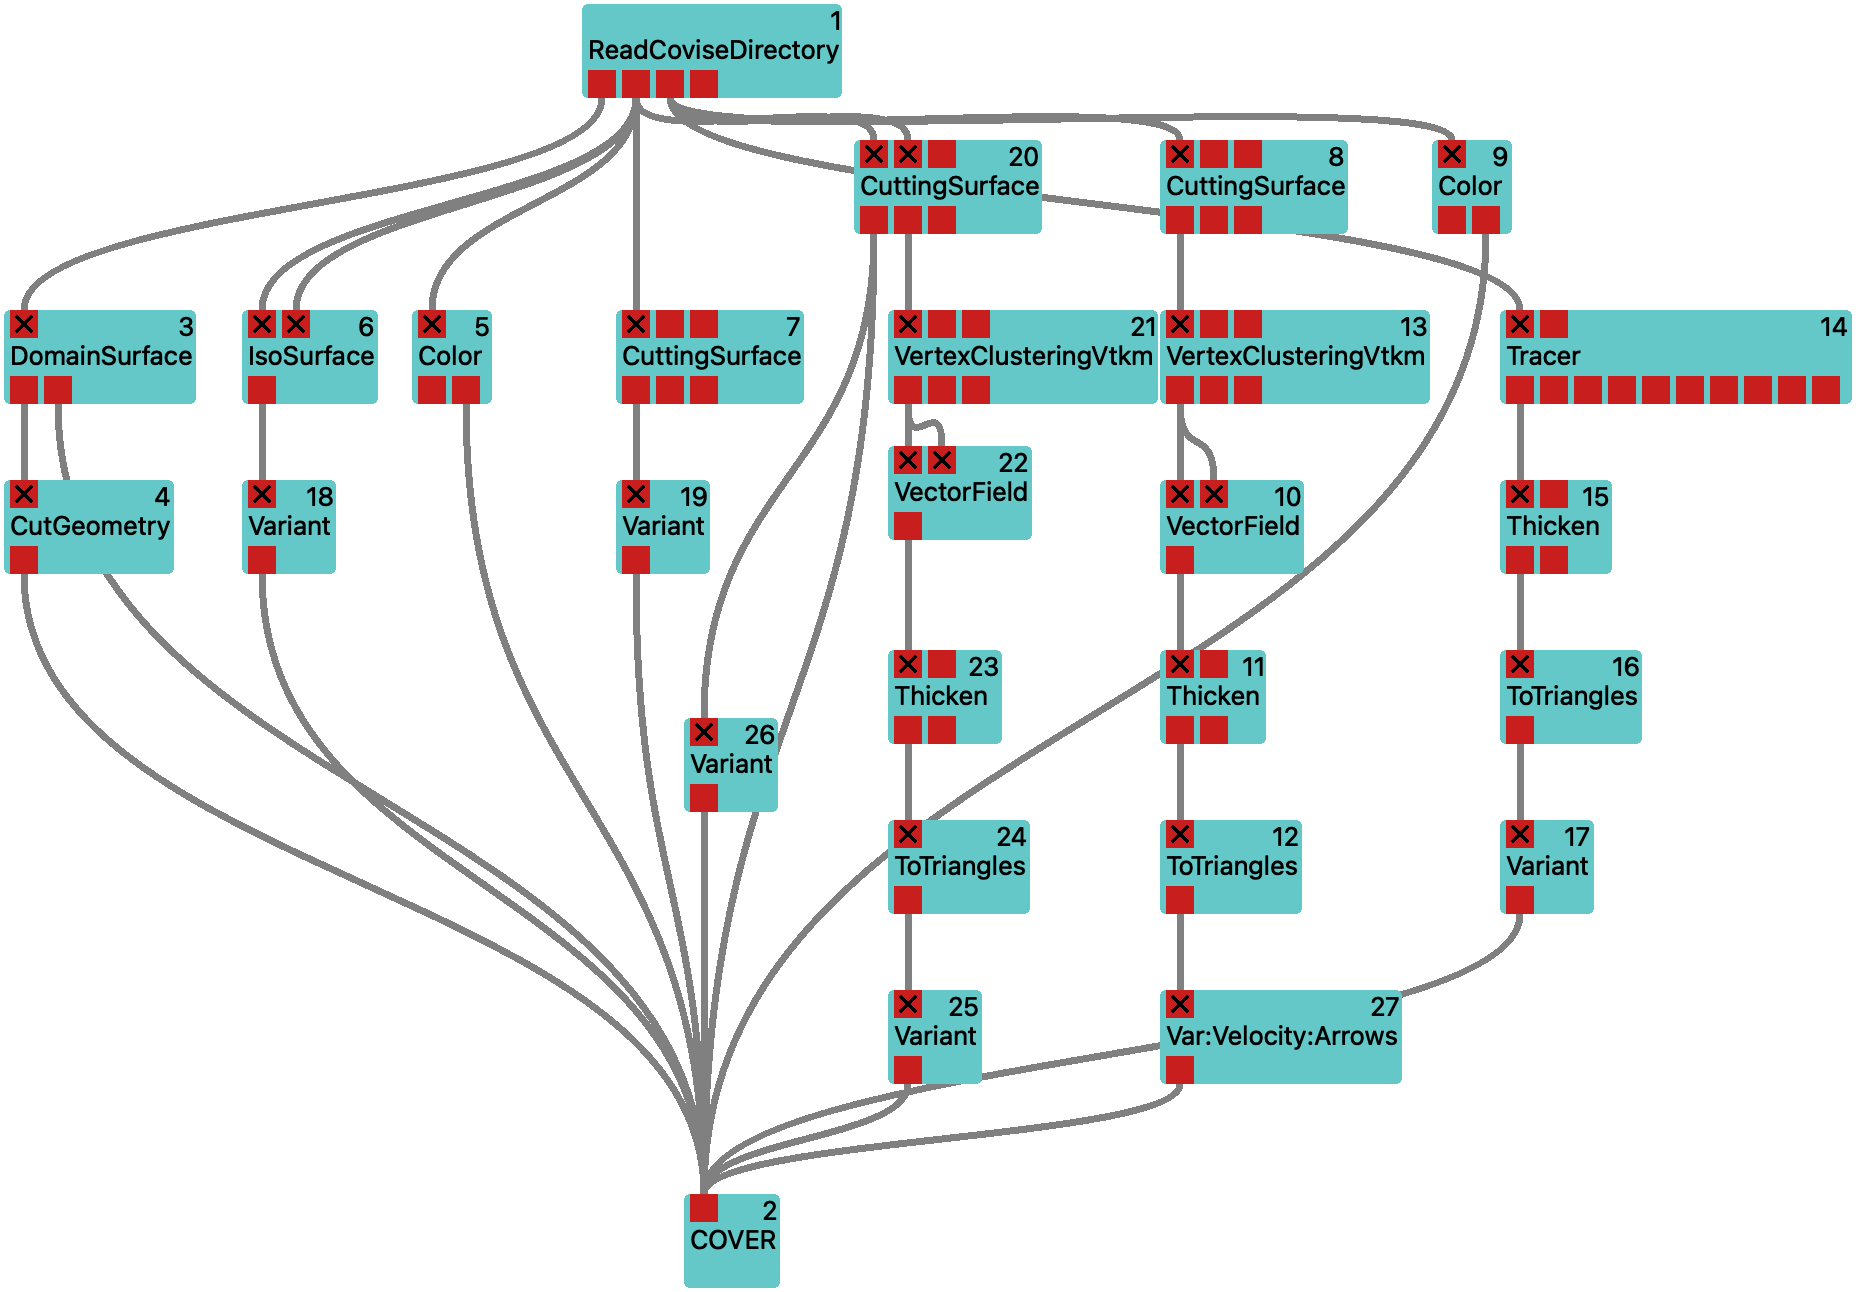 1
ReadCoviseDirectory
20
CuttingSurface
8
CuttingSurface
9
Color
3
DomainSurface
6
IsoSurface
5
Color
7
CuttingSurface
21
VertexClusteringVtkm
13
VertexClusteringVtkm
14
Tracer
4
CutGeometry
18
Variant
19
Variant
22
VectorField
10
VectorField
15
Thicken
26
Variant
23
Thicken
11
Thicken
16
ToTriangles
24
ToTriangles
12
ToTriangles
17
Variant
25
Variant
27
Var:Velocity:Arrows
2
COVER